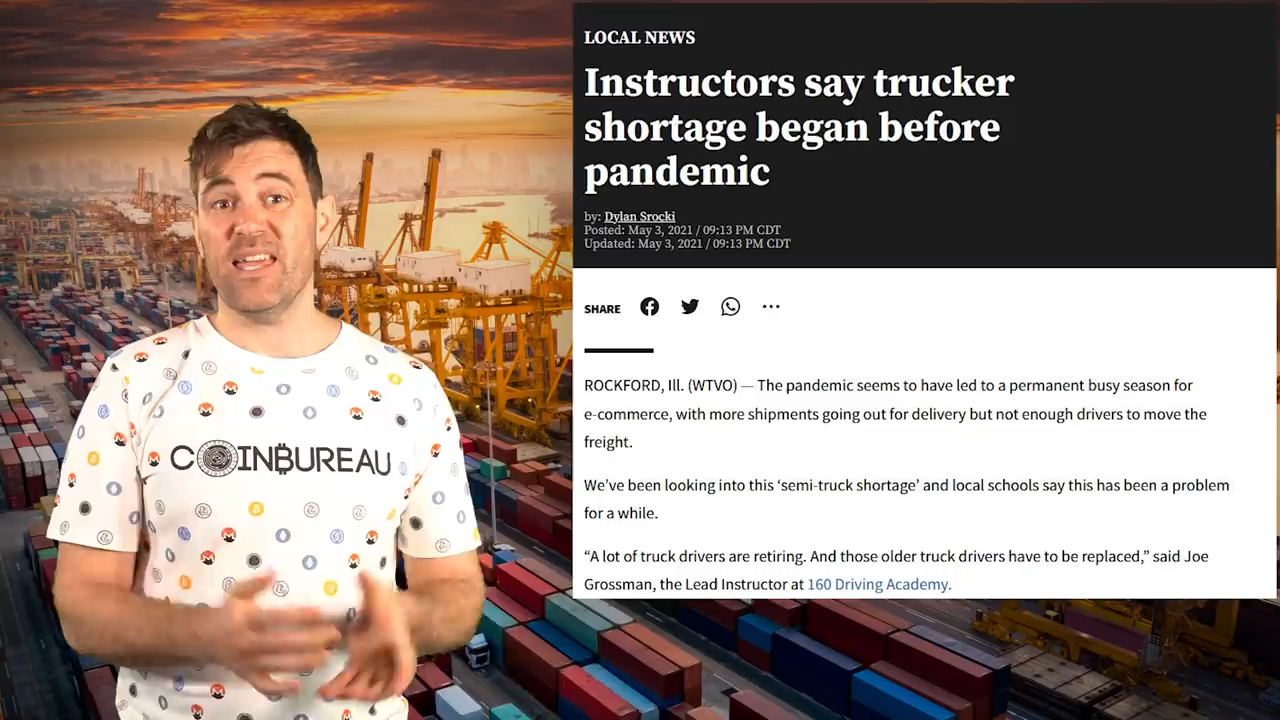 LOCAL NEWS
Instructors say trucker
shortage began before
pandemic
by: Dylan Srocki
Posted: May 3, 2021 / 09:13 PM CDT
Updated: May 3, 2021 / 09:13 PM CDT
SHARE
ROCKFORD, Ill. (WTVO) — The pandemic seems to have led to a permanent busy season for
e-commerce, with more shipments going out for delivery but not enough drivers to move the
freight.
We’ve been looking into this ‘semi-truck shortage’ and local schools say this has been a problem
for a while.
“A lot of truck drivers are retiring. And those older truck drivers have to be replaced,” said Joe
Grossman, the Lead Instructor at 160 Driving Academy.
COINBUREAU